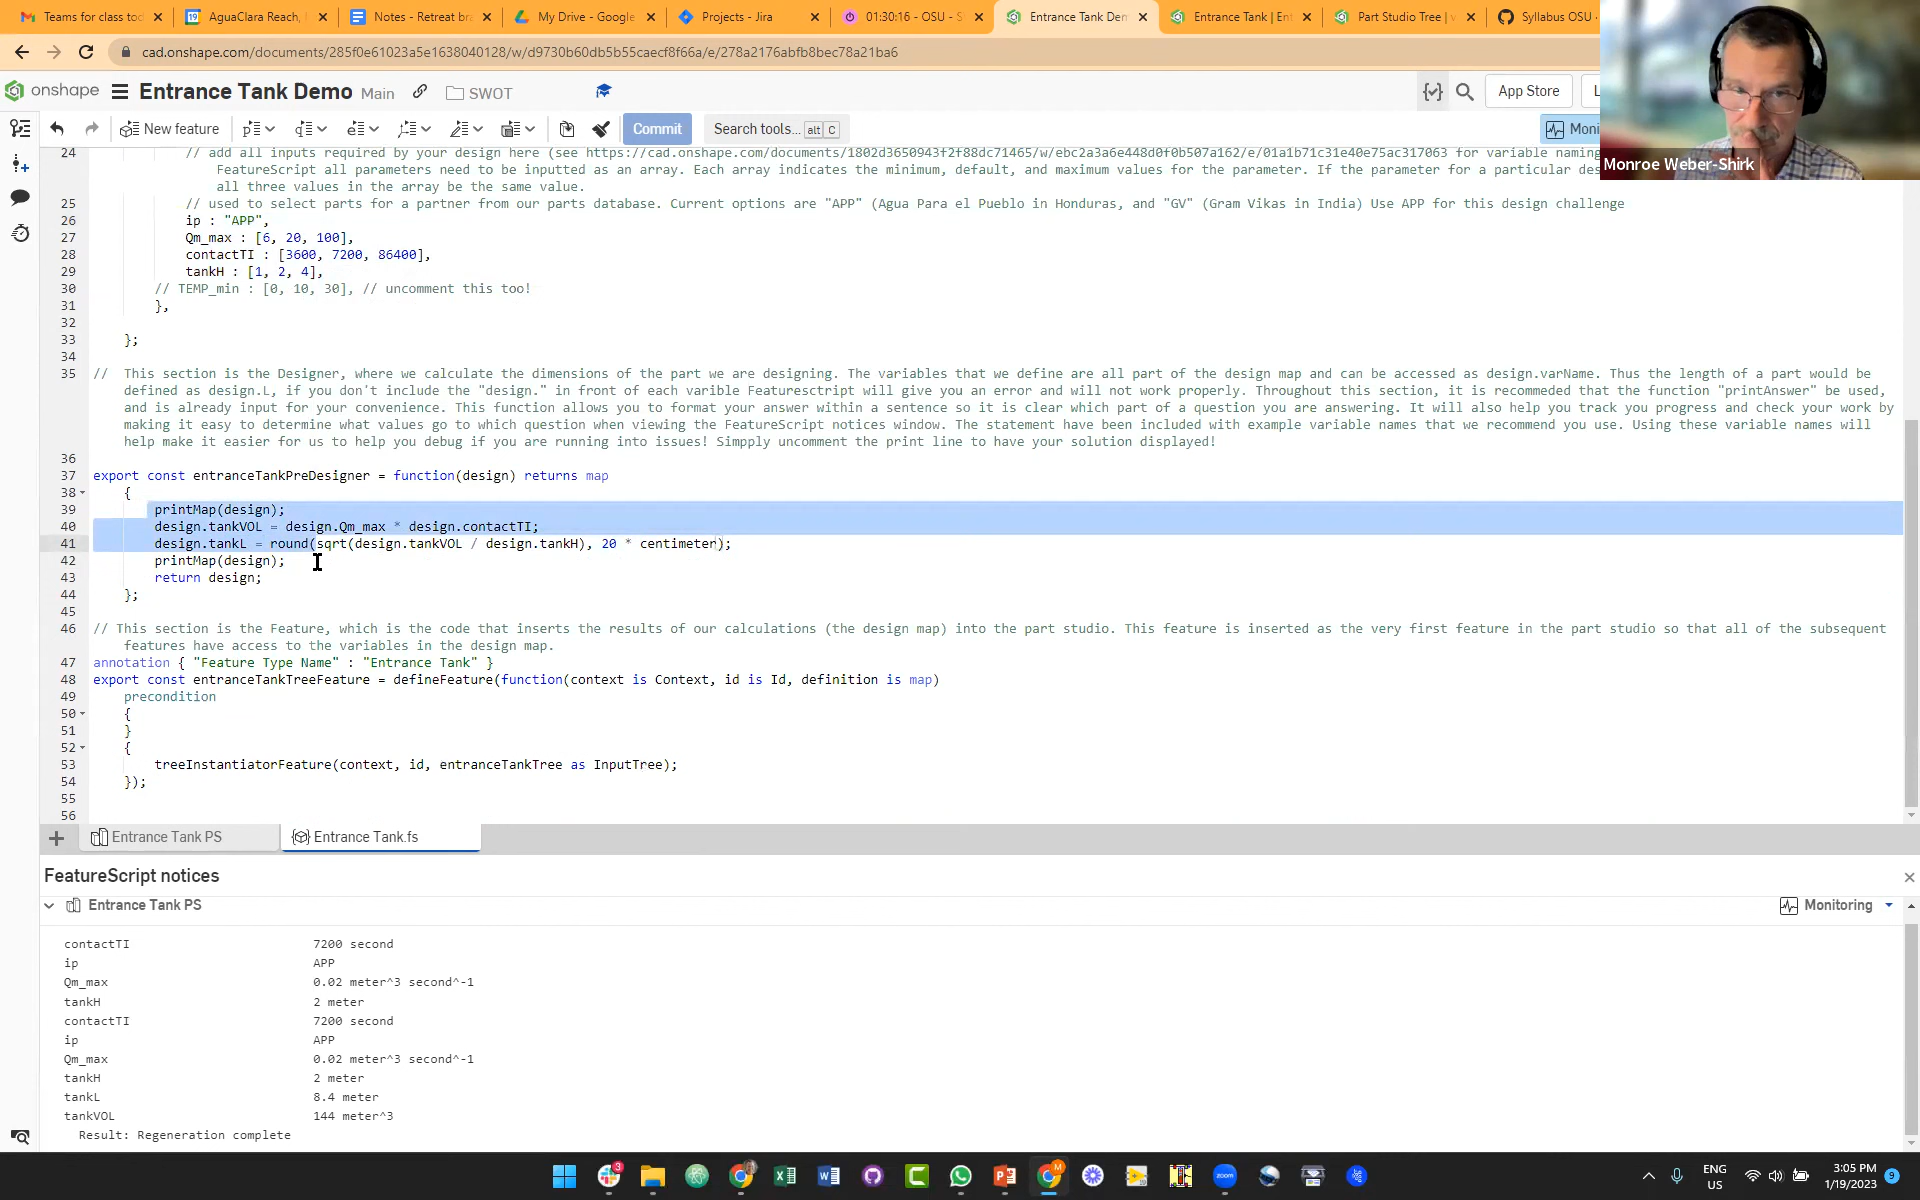 Teams for class tod
AguaClara Reach,
Notes - Retreat br
My Drive - Google
Projects - Jira
01:30:16 - OSU - S
Entrance Tank Dem
Entrance Tank | Ent
Part Studio Tree | v
Syllabus OSU
cad.onshape.com/documents/285f0e61023a5e1638040128/w/d9730b60db5b55caecf8f66a/e/278a2176abfb8bec78a21ba6
onshape Entrance Tank Demo Main SWOT App Store L
New feature Commit Search tools... alt C Moni
Monroe Weber-Shirk
24 // add all inputs required by your design here (see https://cad.onshape.com/documents/1802d3650943f2f88dc71465/w/ebc2a3a6e448d0f0b507a162/e/01a1b71c31e40e75ac317063 for variable naming
FeatureScript all parameters need to be inputted as an array. Each array indicates the minimum, default, and maximum values for the parameter. If the parameter for a particular des
all three values in the array be the same value.
25 // used to select parts for a partner from our parts database. Current options are "APP" (Agua Para el Pueblo in Honduras, and "GV" (Gram Vikas in India) Use APP for this design challenge
26 ip : "APP",
27 Qm_max : [6, 20, 100],
28 contactTI : [3600, 7200, 86400],
29 tankH : [1, 2, 4],
30 // TEMP_min : [0, 10, 30], // uncomment this too!
31 },
32
33 };
34
35 // This section is the Designer, where we calculate the dimensions of the part we are designing. The variables that we define are all part of the design map and can be accessed as design.varName. Thus the length of a part would be
defined as design.L, if you don't include the "design." in front of each varible Featuresctript will give you an error and will not work properly. Throughout this section, it is recommeded that the function "printAnswer" be used,
and is already input for your convenience. This function allows you to format your answer within a sentence so it is clear which part of a question you are answering. It will also help you track you progress and check your work by
making it easy to determine what values go to which question when viewing the FeatureScript notices window. The statement have been included with example variable names that we recommend you use. Using these variable names will
help make it easier for us to help you debug if you are running into issues! Simpply uncomment the print line to have your solution displayed!
36
37 export const entranceTankPreDesigner = function(design) returns map
38 {
39 printMap(design);
40 design.tankVOL = design.Qm_max * design.contactTI;
41 design.tankL = round(sqrt(design.tankVOL / design.tankH), 20 * centimeter);
42 printMap(design);
43 return design;
44 };
45
46 // This section is the Feature, which is the code that inserts the results of our calculations (the design map) into the part studio. This feature is inserted as the very first feature in the part studio so that all of the subsequent
features have access to the variables in the design map.
47 annotation { "Feature Type Name" : "Entrance Tank" }
48 export const entranceTankTreeFeature = defineFeature(function(context is Context, id is Id, definition is map)
49 precondition
50 {
51 }
52 {
53 treeInstantiatorFeature(context, id, entranceTankTree as InputTree);
54 });
55
56
Entrance Tank PS Entrance Tank.fs
FeatureScript notices
Entrance Tank PS Monitoring
contactTI 7200 second
ip APP
Qm_max 0.02 meter^3 second^-1
tankH 2 meter
contactTI 7200 second
ip APP
Qm_max 0.02 meter^3 second^-1
tankH 2 meter
tankL 8.4 meter
tankVOL 144 meter^3
Result: Regeneration complete
ENG
US
3:05 PM
1/19/2023